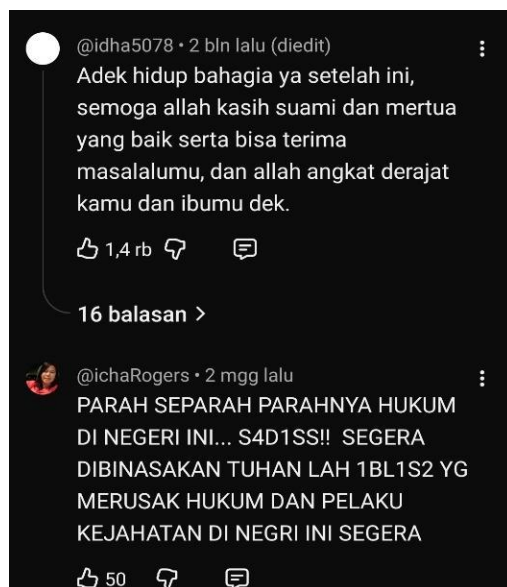 @idha5078 • 2 bln lalu (diedit)
Adek hidup bahagia ya setelah ini,
semoga allah kasih suami dan mertua
yang baik serta bisa terima
masalalumu, dan allah angkat derajat
kamu dan ibumu dek.
1,4 rb
16 balasan >
@ichaRogers • 2 mgg lalu
PARAH SEPARAH PARAHNYA HUKUM
DI NEGERI INI... S4D1SS!! SEGERA
DIBINASAKAN TUHAN LAH 1BL1S2 YG
MERUSAK HUKUM DAN PELAKU
KEJAHATAN DI NEGRI INI SEGERA
50